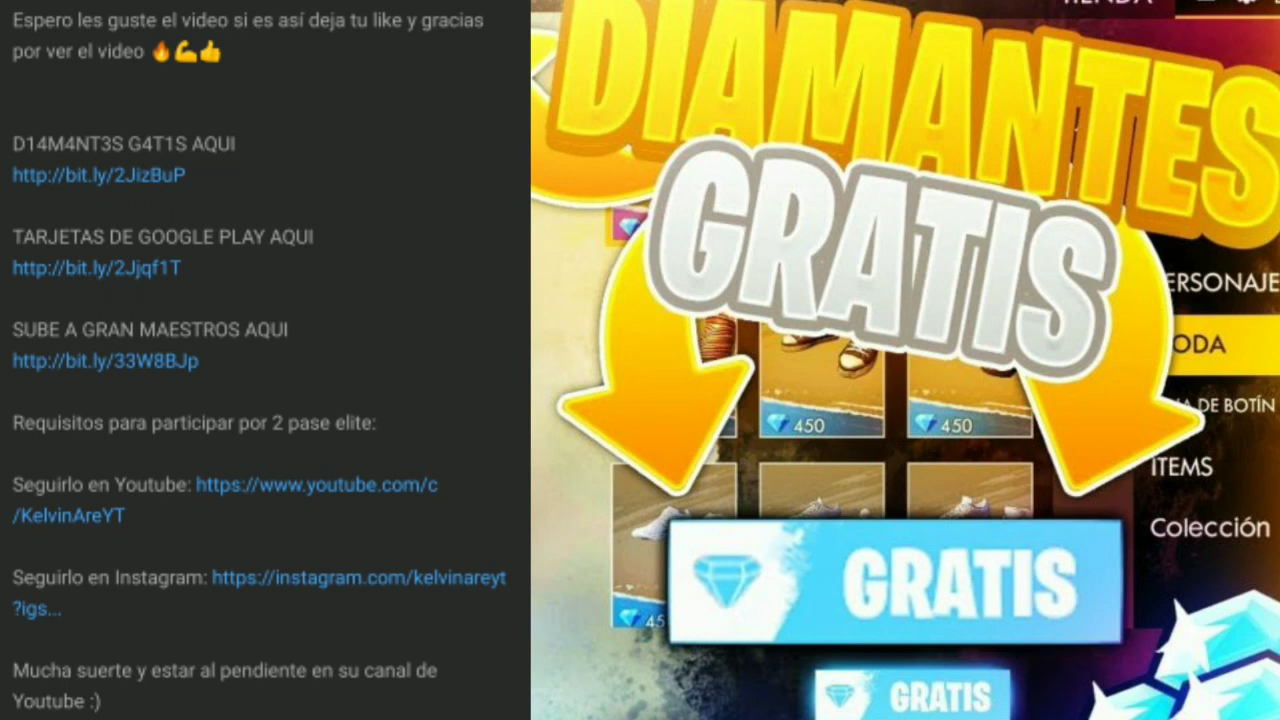 Espero les guste el video si es así deja tu like y gracias
por ver el video 🔥💪👍
D14M4NT3S G4T1S AQUI
http://bit.ly/2JizBuP
TARJETAS DE GOOGLE PLAY AQUI
http://bit.ly/2Jjqf1T
SUBE A GRAN MAESTROS AQUI
http://bit.ly/33W8BJp
Requisitos para participar por 2 pase elite:
Seguirlo en Youtube: https://www.youtube.com/c
/KelvinAreYT
Seguirlo en Instagram: https://instagram.com/kelvinareyt
?igs...
Mucha suerte y estar al pendiente en su canal de
Youtube :)
TIENDA
DIAMANTES
GRATIS
ERSONAJE
ODA
A DE BOTÍN
450
450
ITEMS
Colección
GRATIS
45
GRATIS